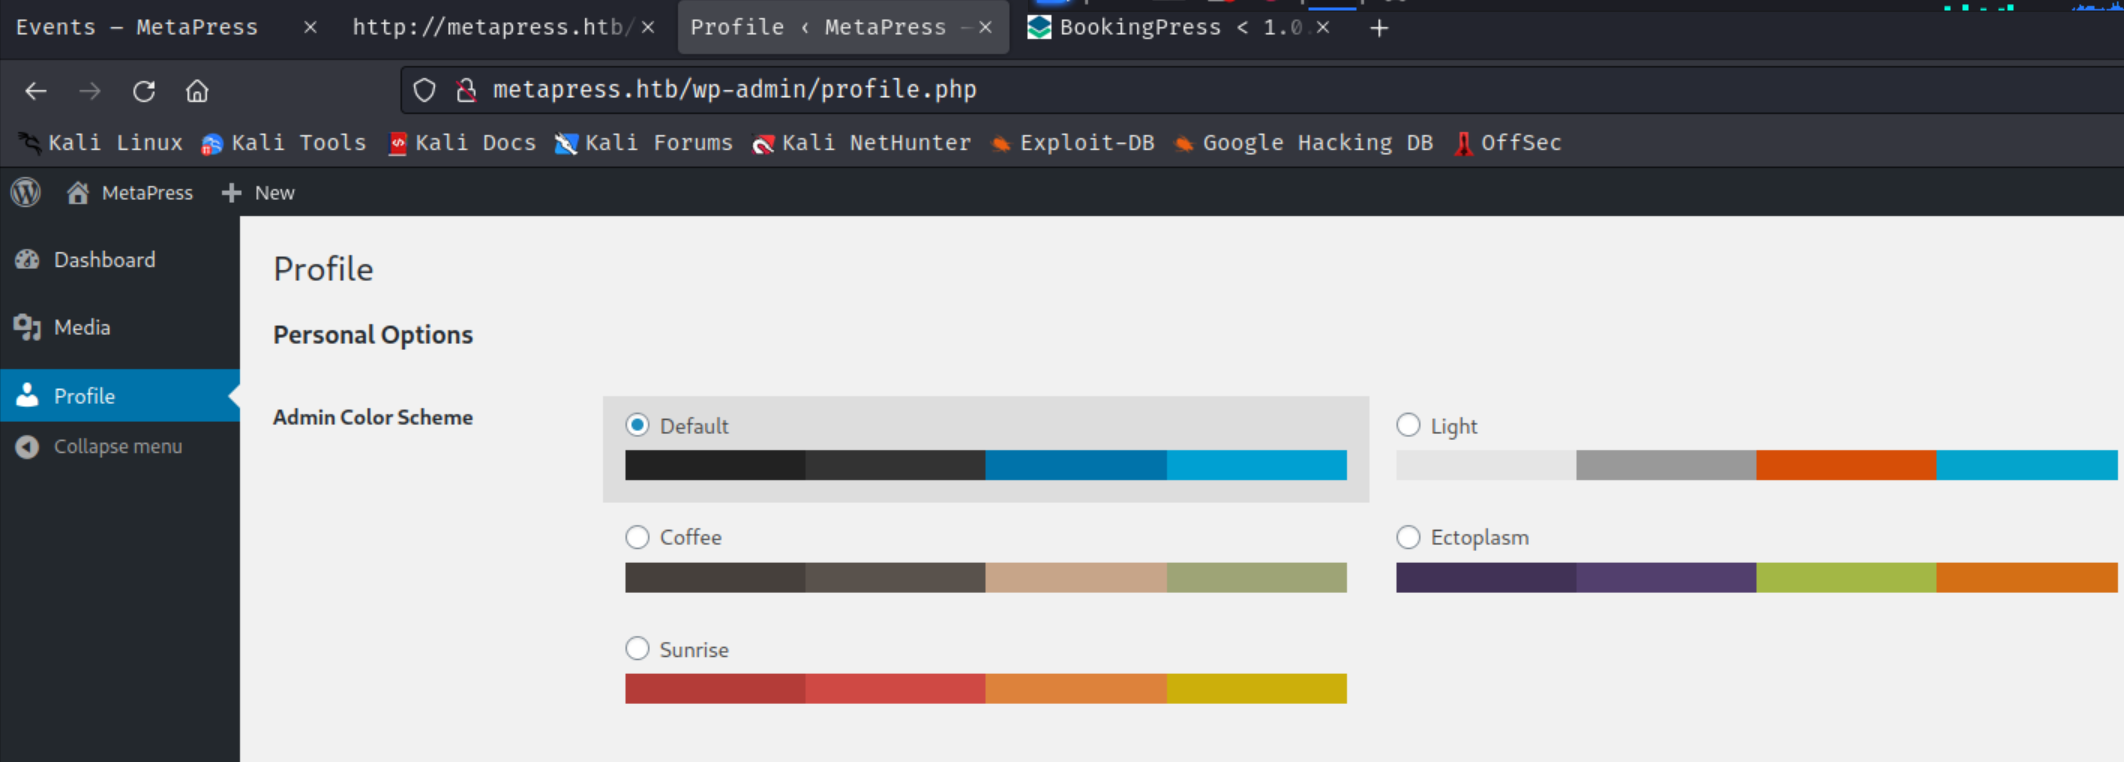 Events – MetaPress × http://metapress.htb/ × Profile ‹ MetaPress – × BookingPress < 1.0. × +
metapress.htb/wp-admin/profile.php
Kali Linux Kali Tools Kali Docs Kali Forums Kali NetHunter Exploit-DB Google Hacking DB OffSec
MetaPress + New
Dashboard
Media
Profile
Collapse menu
Profile
Personal Options
Admin Color Scheme
Default
Light
Coffee
Ectoplasm
Sunrise